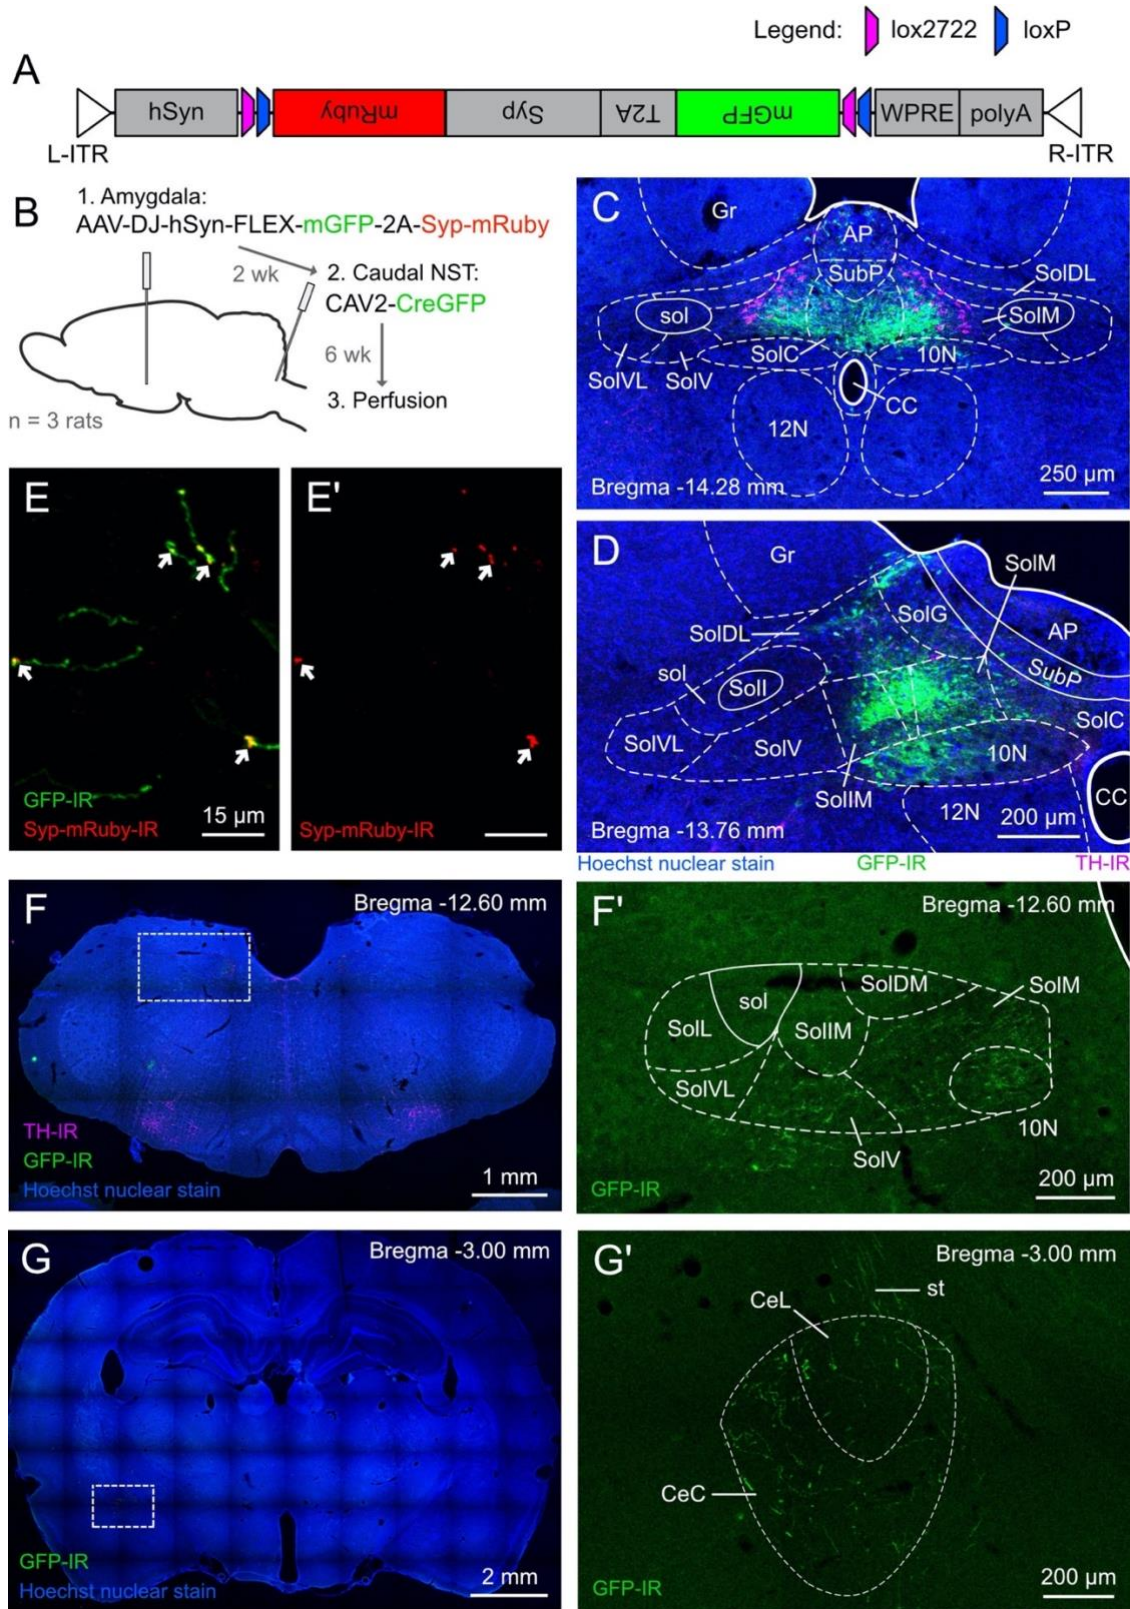 Legend: lox2722 loxP
A
hSyn mRuby Syp T2A mGFP WPRE polyA
L-ITR R-ITR
B
1. Amygdala:
AAV-DJ-hSyn-FLEX-mGFP-2A-Syp-mRuby
2 wk
2. Caudal NST:
CAV2-CreGFP
6 wk
3. Perfusion
n = 3 rats
C
Gr
AP
SubP
SolDL
sol
SolM
SolC
10N
SolVL
SolV
CC
12N
Bregma -14.28 mm
250 µm
D
Gr
SolM
SolG
SolDL
AP
sol
SubP
SolI
SolC
SolVL
SolV
10N
SolIM
CC
12N
Bregma -13.76 mm
200 µm
Hoechst nuclear stain GFP-IR TH-IR
E
GFP-IR
Syp-mRuby-IR
15 µm
E'
Syp-mRuby-IR
F
Bregma -12.60 mm
TH-IR
GFP-IR
Hoechst nuclear stain
1 mm
F'
Bregma -12.60 mm
SolDM
SolM
sol
SolL
SolIM
SolVL
10N
SolV
GFP-IR
200 µm
G
Bregma -3.00 mm
GFP-IR
Hoechst nuclear stain
2 mm
G'
Bregma -3.00 mm
st
CeL
CeC
GFP-IR
200 µm